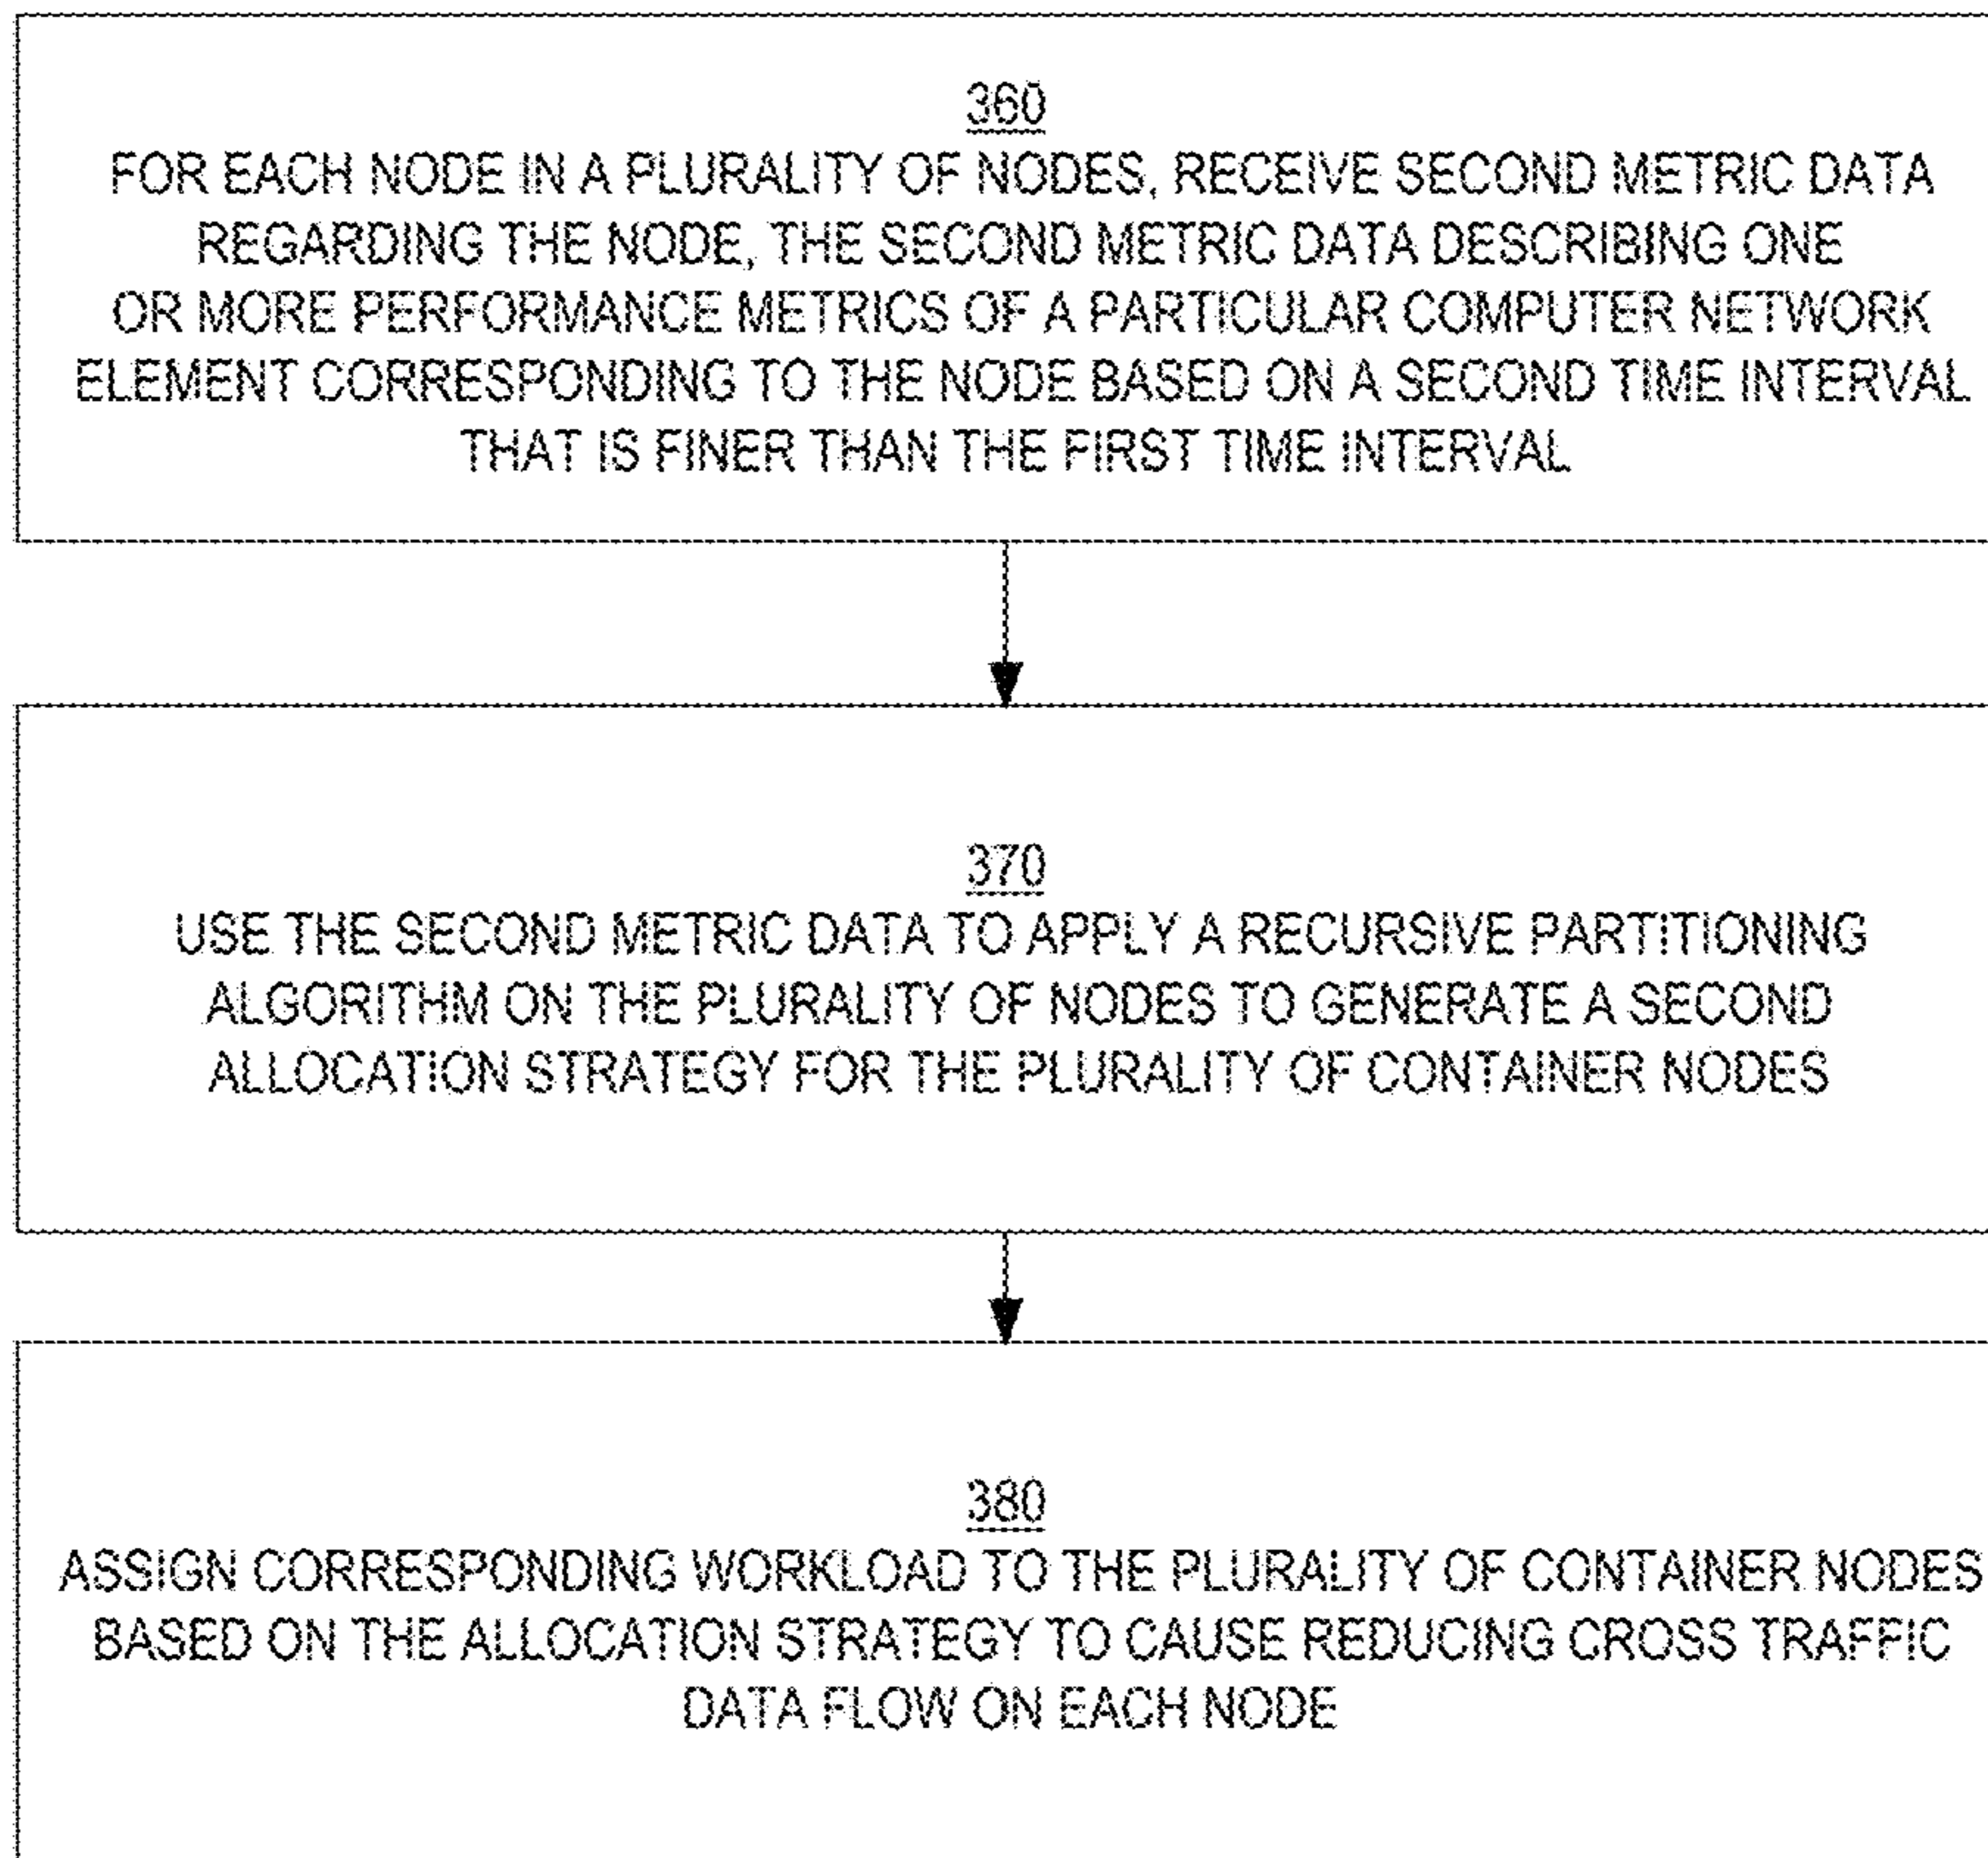 360
FOR EACH NODE IN A PLURALITY OF NODES, RECEIVE SECOND METRIC DATA
REGARDING THE NODE, THE SECOND METRIC DATA DESCRIBING ONE
OR MORE PERFORMANCE METRICS OF A PARTICULAR COMPUTER NETWORK
ELEMENT CORRESPONDING TO THE NODE BASED ON A SECOND TIME INTERVAL
THAT IS FINER THAN THE FIRST TIME INTERVAL
370
USE THE SECOND METRIC DATA TO APPLY A RECURSIVE PARTITIONING
ALGORITHM ON THE PLURALITY OF NODES TO GENERATE A SECOND
ALLOCATION STRATEGY FOR THE PLURALITY OF CONTAINER NODES
380
ASSIGN CORRESPONDING WORKLOAD TO THE PLURALITY OF CONTAINER NODES
BASED ON THE ALLOCATION STRATEGY TO CAUSE REDUCING CROSS TRAFFIC
DATA FLOW ON EACH NODE